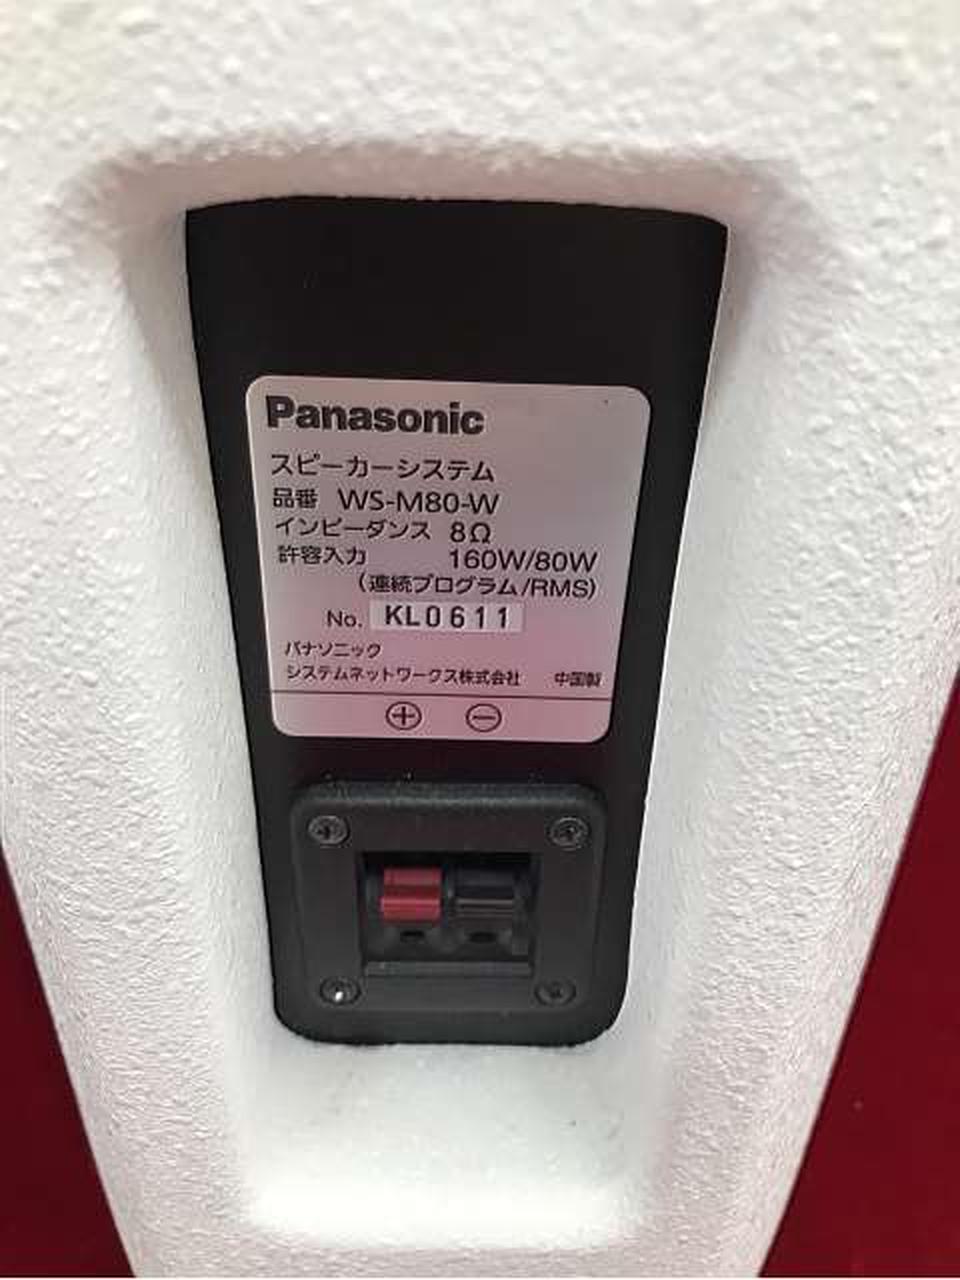 Panasonic
スピーカーシステム
品番 WS-M80-W
インピーダンス 8Ω
許容入力 160W/80W
(連続プログラム/RMS)
No. KL0611
パナソニック
システムネットワークス株式会社 中国製
⊕ ⊖